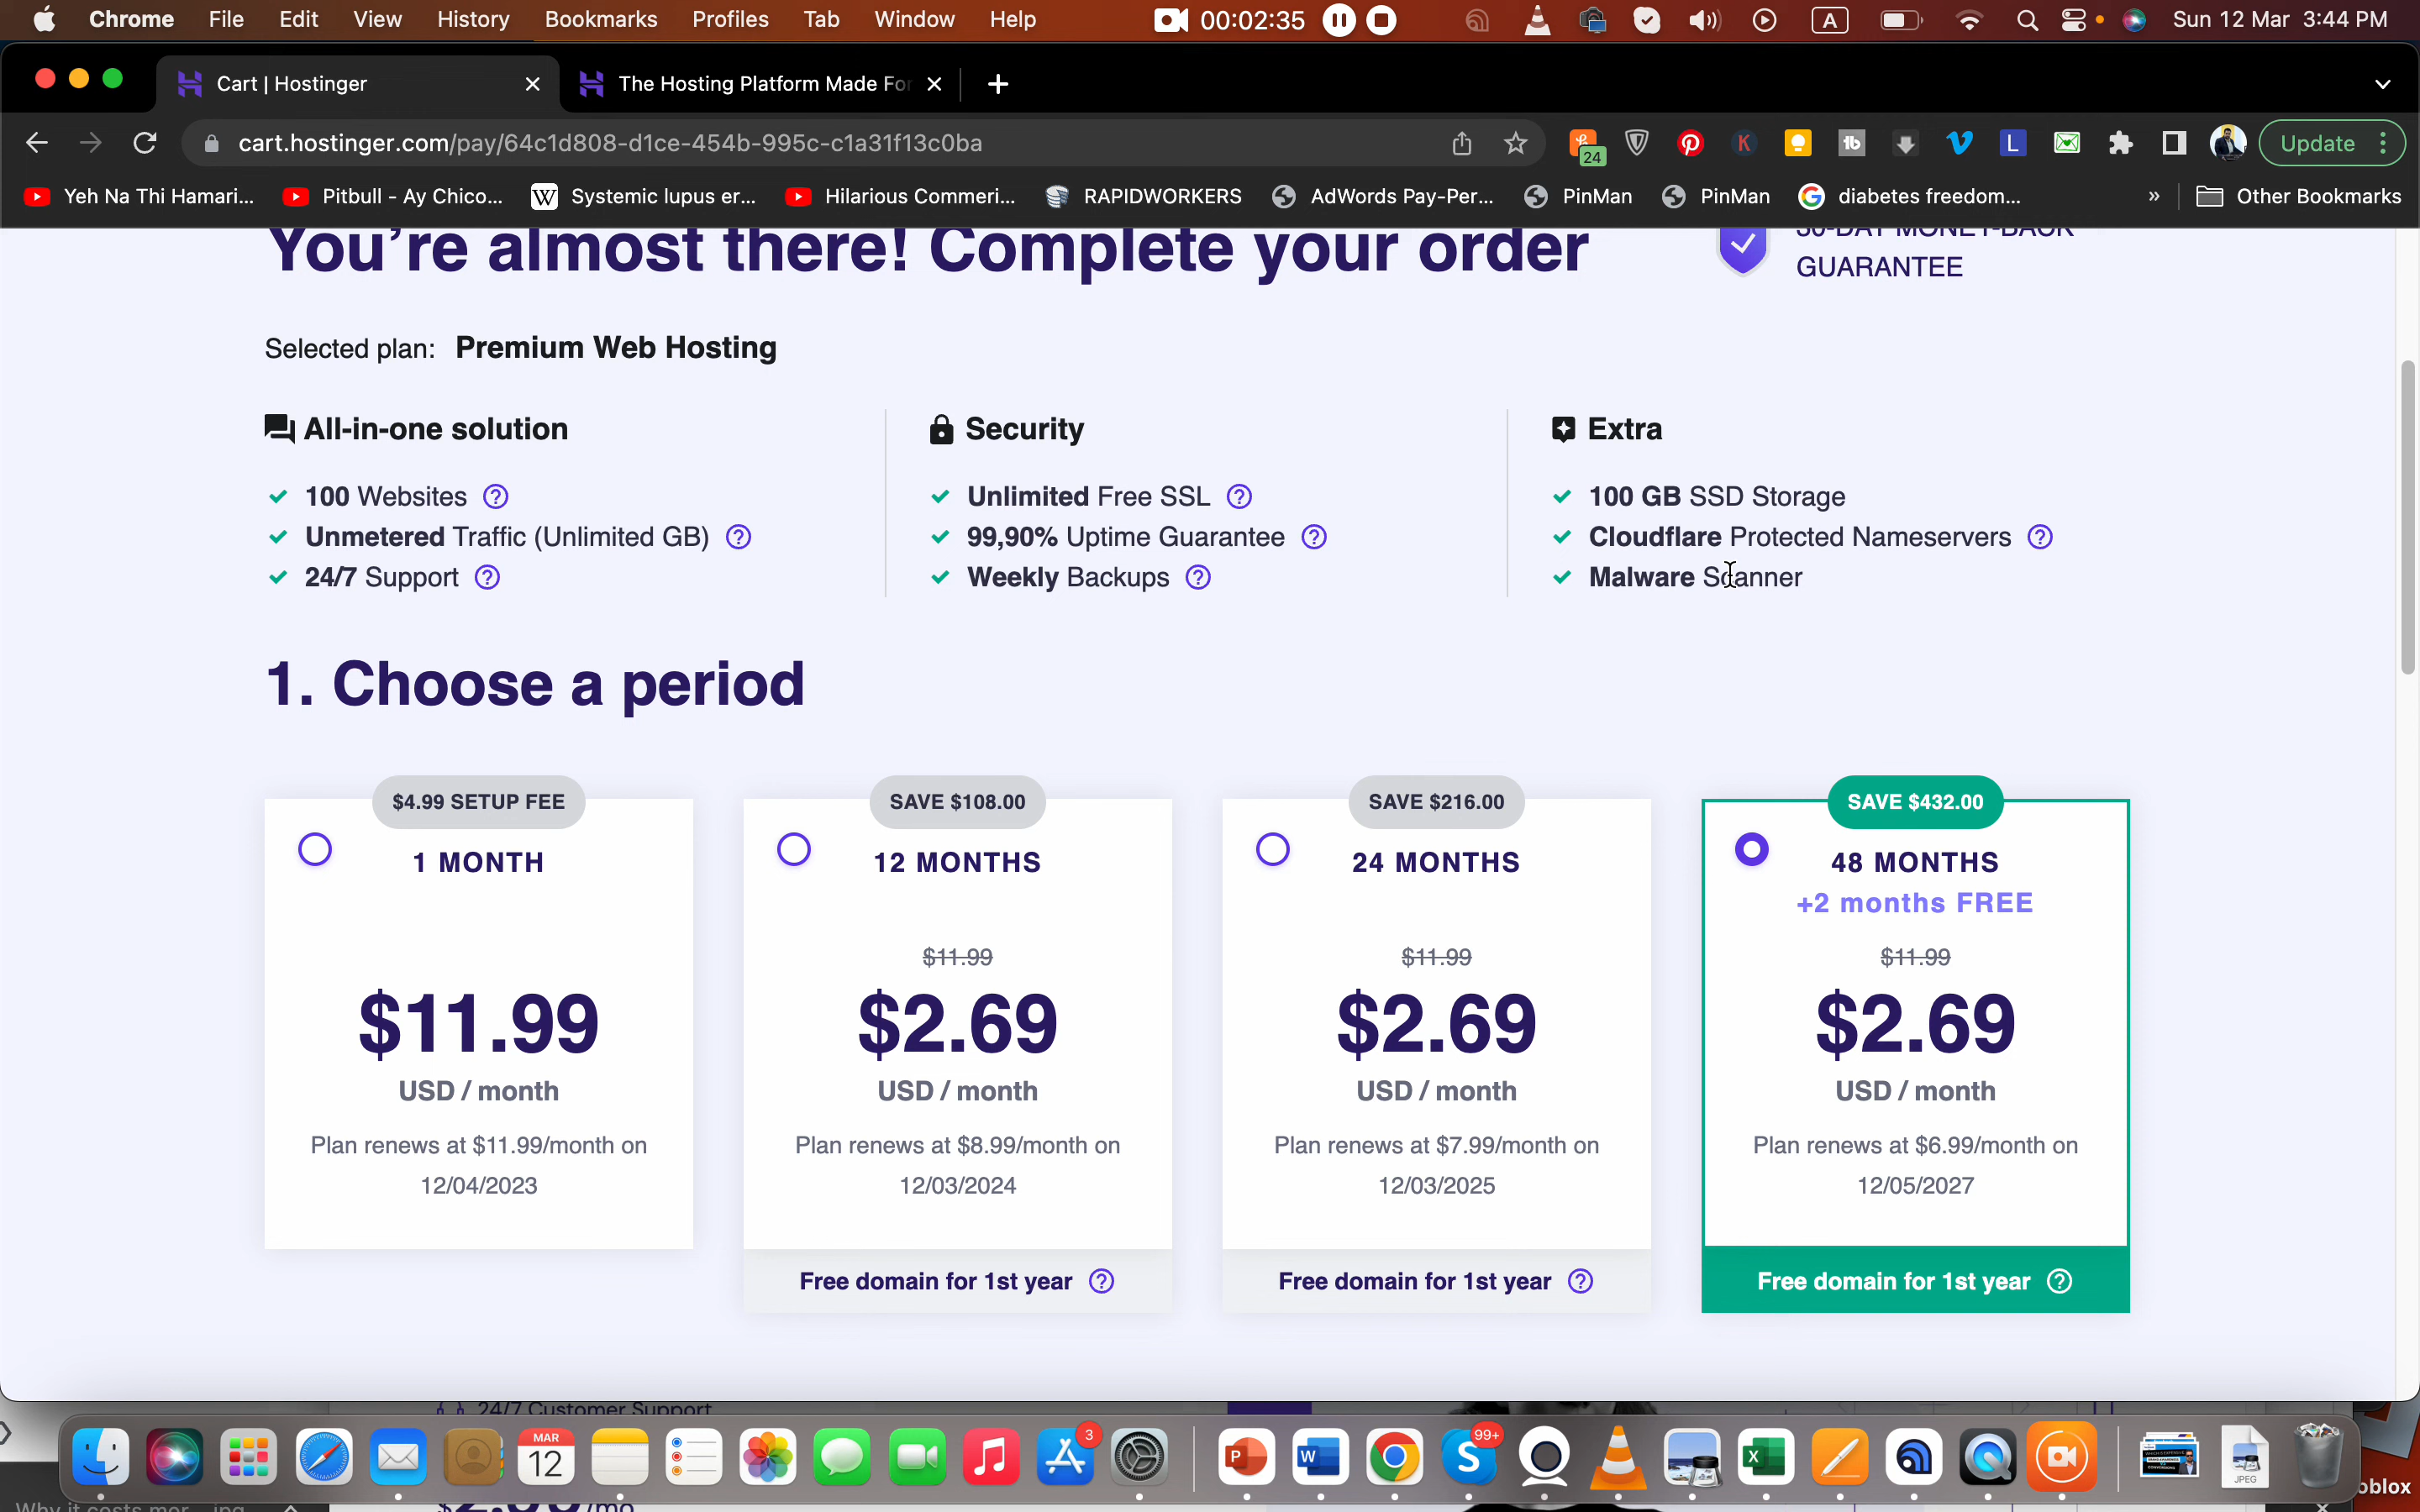 Chrome File Edit View History Bookmarks Profiles Tab Window Help 00:02:35 A Sun 12 Mar 3:44 PM
Cart | Hostinger
The Hosting Platform Made For
cart.hostinger.com/pay/64c1d808-d1ce-454b-995c-c1a31f13c0ba
24
K
tb
L
Update
Yeh Na Thi Hamari...
Pitbull - Ay Chico...
W Systemic lupus er...
Hilarious Commeri...
RAPIDWORKERS
AdWords Pay-Per...
PinMan
PinMan
diabetes freedom...
»
Other Bookmarks
You're almost there! Complete your order
30-DAY MONEY-BACK
GUARANTEE
Selected plan: Premium Web Hosting
All-in-one solution
100 Websites
Unmetered Traffic (Unlimited GB)
24/7 Support
Security
Unlimited Free SSL
99,90% Uptime Guarantee
Weekly Backups
Extra
100 GB SSD Storage
Cloudflare Protected Nameservers
Malware Scanner
1. Choose a period
$4.99 SETUP FEE
1 MONTH
$11.99
USD / month
Plan renews at $11.99/month on
12/04/2023
SAVE $108.00
12 MONTHS
$11.99
$2.69
USD / month
Plan renews at $8.99/month on
12/03/2024
Free domain for 1st year
SAVE $216.00
24 MONTHS
$11.99
$2.69
USD / month
Plan renews at $7.99/month on
12/03/2025
Free domain for 1st year
SAVE $432.00
48 MONTHS
+2 months FREE
$11.99
$2.69
USD / month
Plan renews at $6.99/month on
12/05/2027
Free domain for 1st year
24/7 Customer Support
MAR
12
3
P
W
S
99+
X
JPEG
oblox